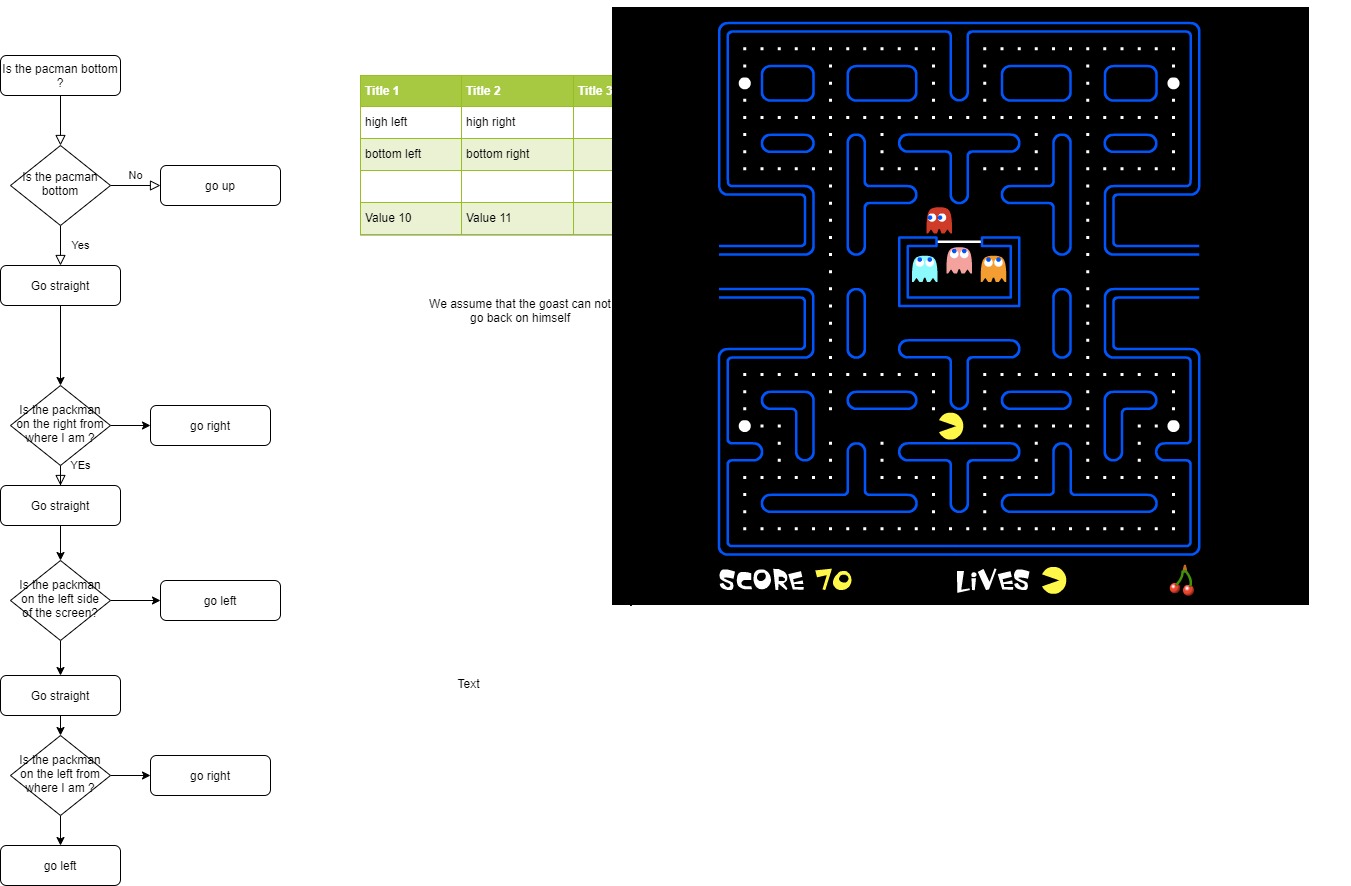 Is the pacman bottom
?
Is the pacman
bottom
No
go up
Yes
Go straight
Is the packman
on the right from
where I am ?
go right
YEs
Go straight
Is the packman
on the left side
of the screen?
go left
Go straight
Is the packman
on the left from
where I am ?
go right
go left
Title 1 Title 2 Title 3
high left high right
bottom left bottom right
Value 10 Value 11
We assume that the goast can not
go back on himself
Text
SCORE 70 LIVES